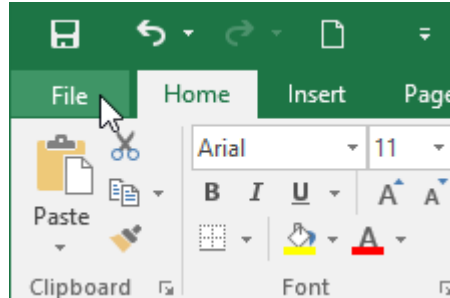 File Home Insert Page
Arial 11
B I U A A
Paste A
Clipboard Font